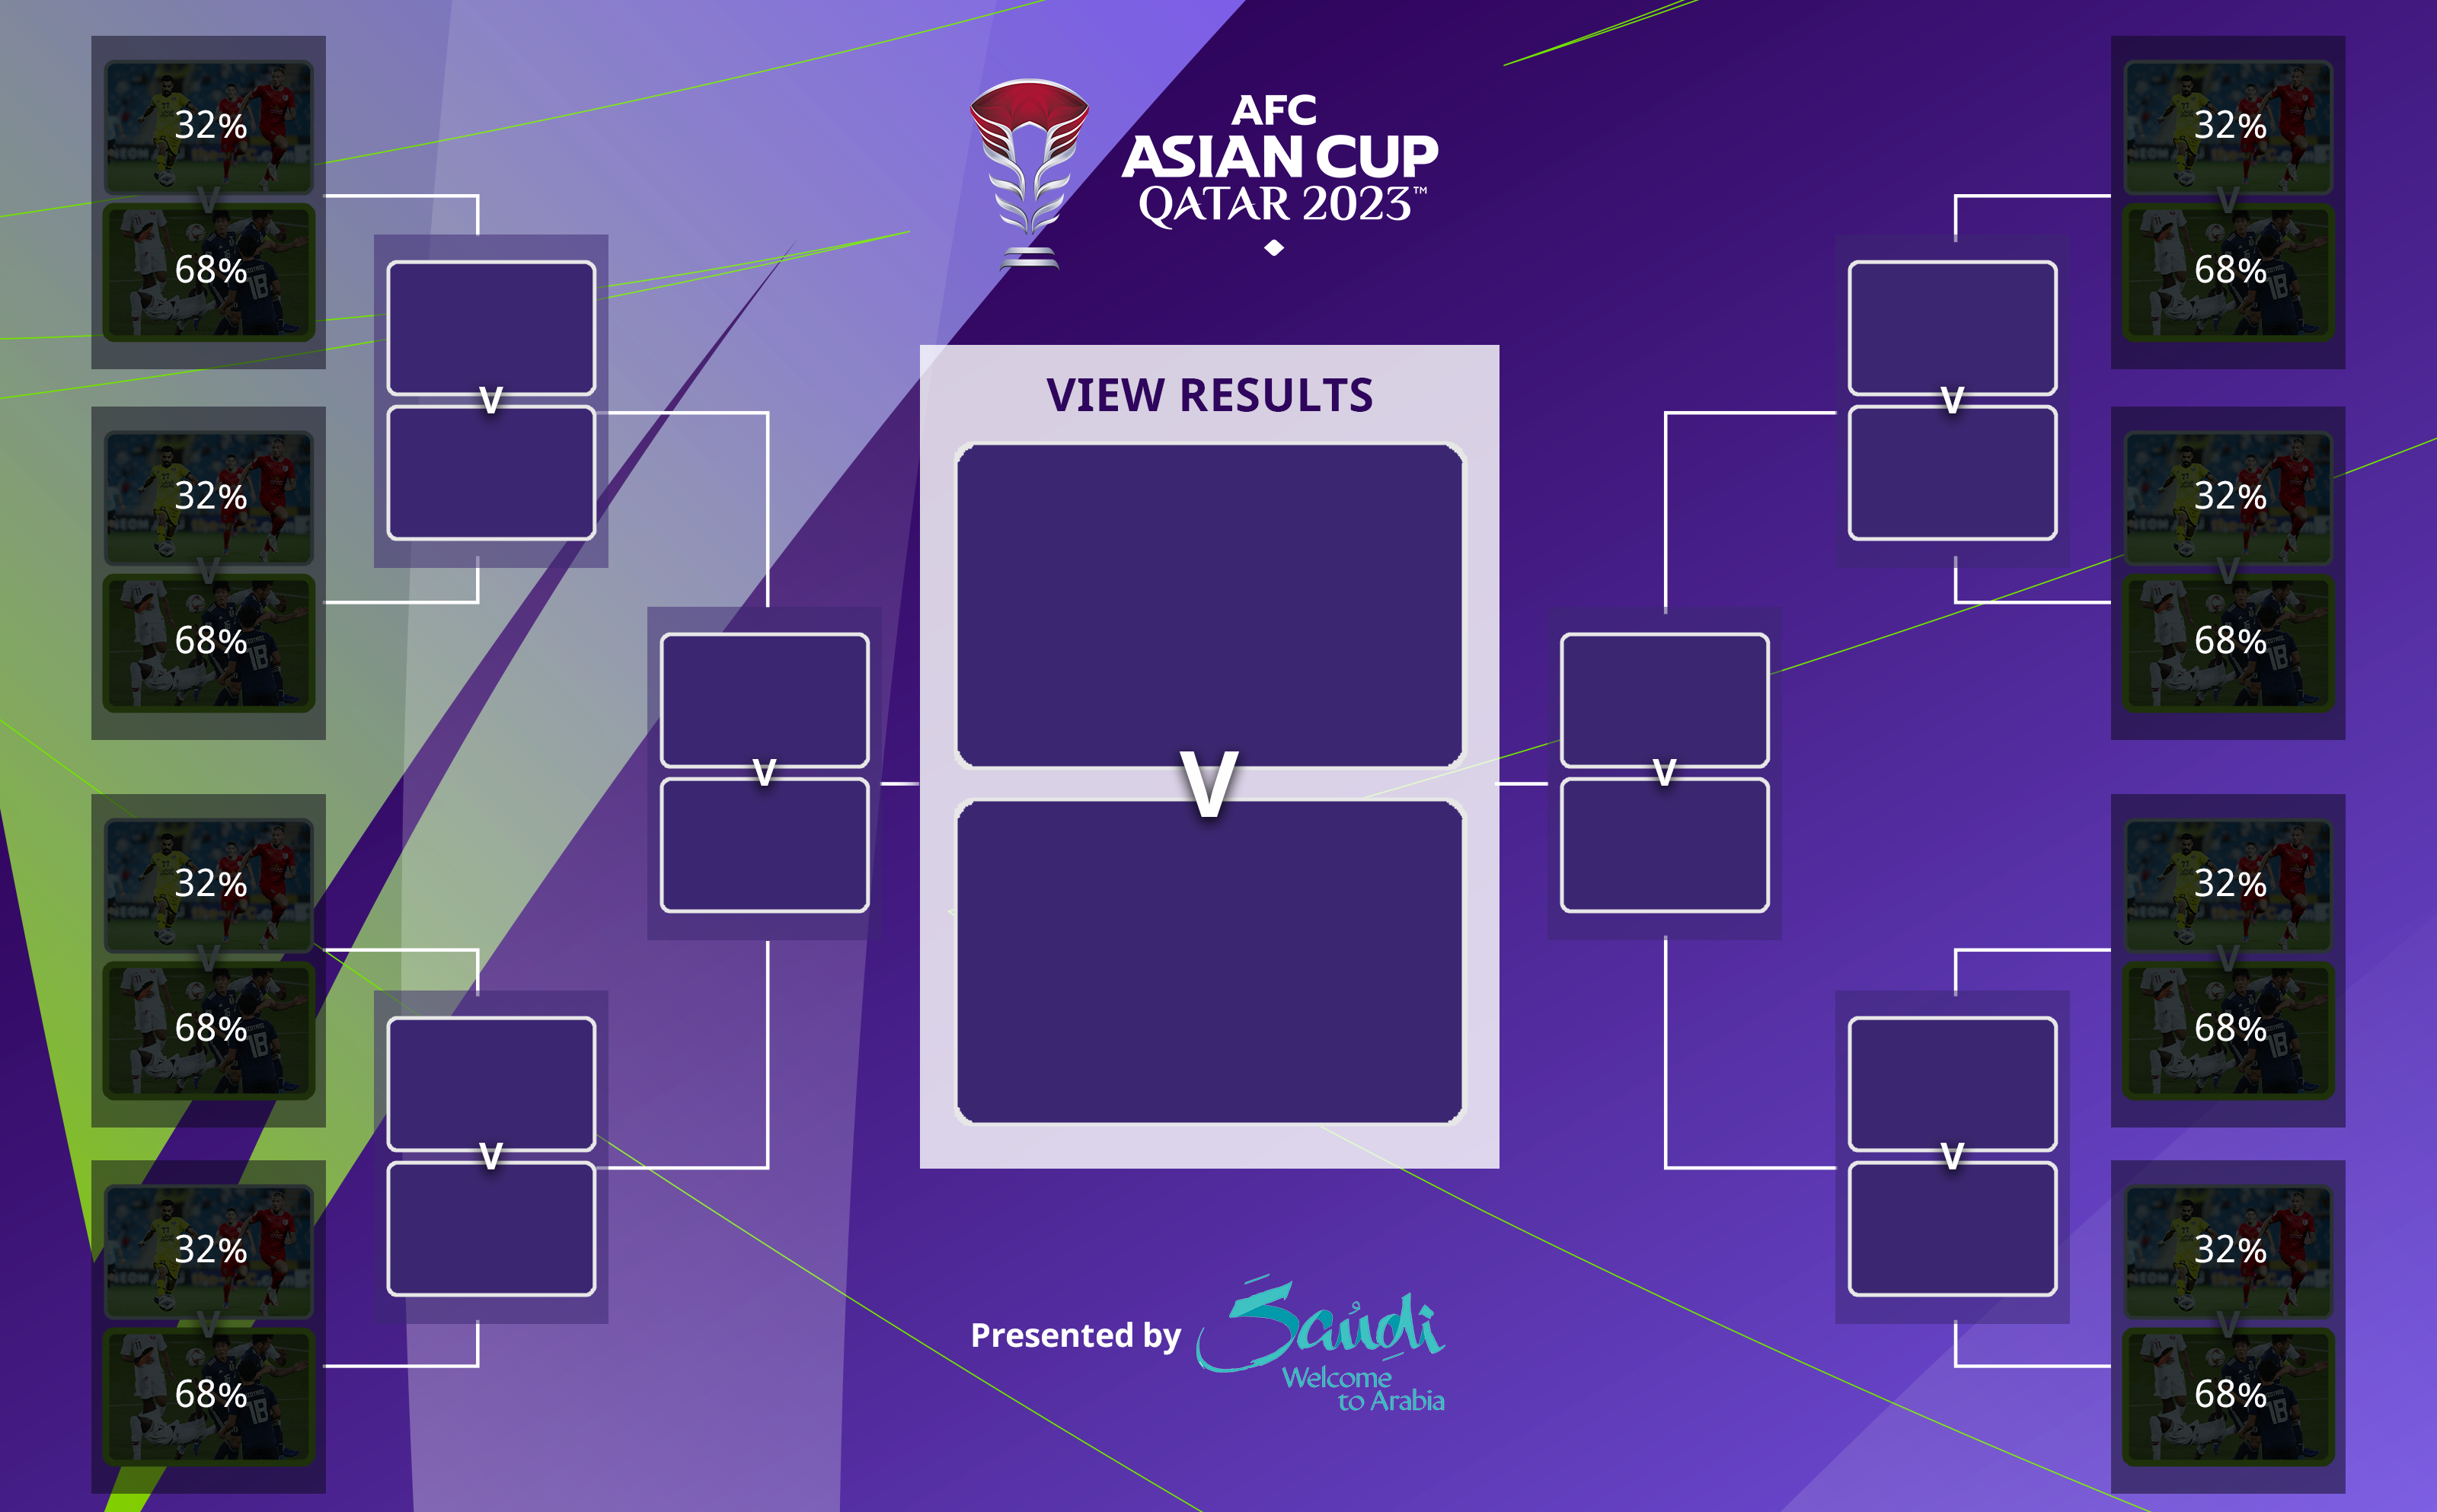 AFC
ASIAN CUP
QATAR 2023™
32%
V
68%
32%
V
68%
32%
V
68%
32%
V
68%
V
V
V
VIEW RESULTS
V
V
V
V
32%
V
68%
32%
V
68%
32%
V
68%
32%
V
68%
Presented by
Saudi
Welcome
to Arabia